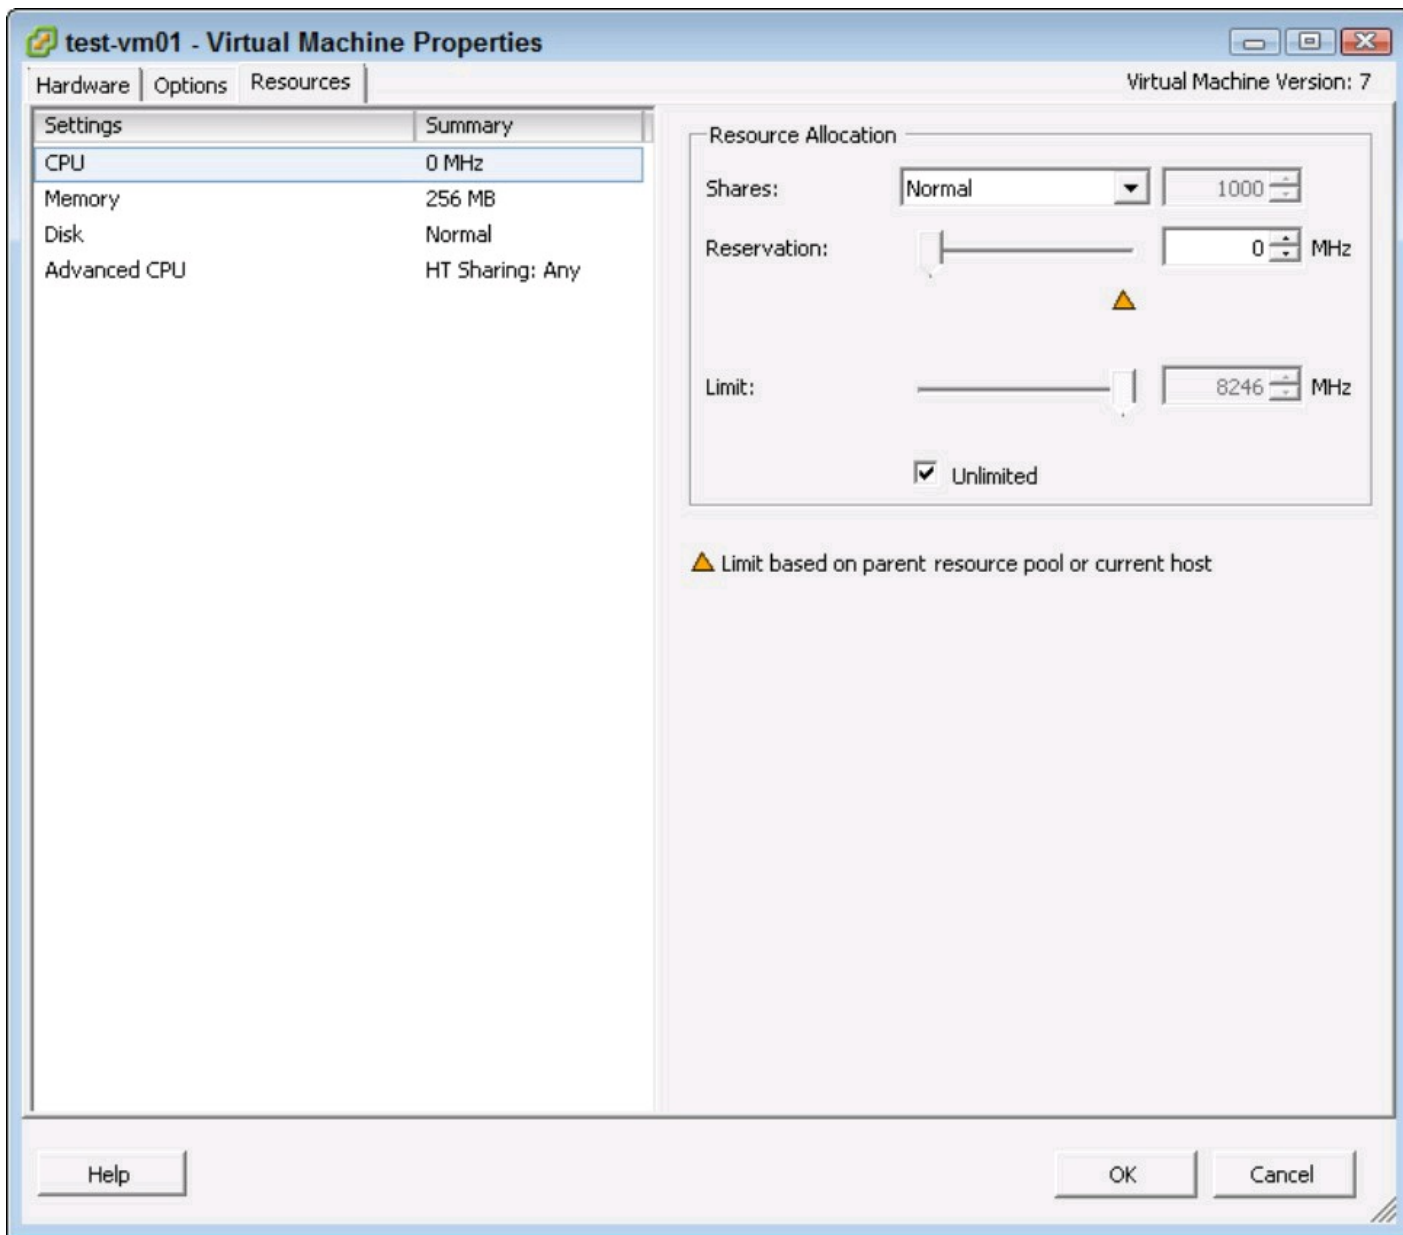 test-vm01 - Virtual Machine Properties
Hardware Options Resources Virtual Machine Version: 7
Settings Summary
CPU 0 MHz
Memory 256 MB
Disk Normal
Advanced CPU HT Sharing: Any
Resource Allocation
Shares: Normal 1000
Reservation: 0 MHz
Limit: 8246 MHz
Unlimited
Limit based on parent resource pool or current host
Help OK Cancel